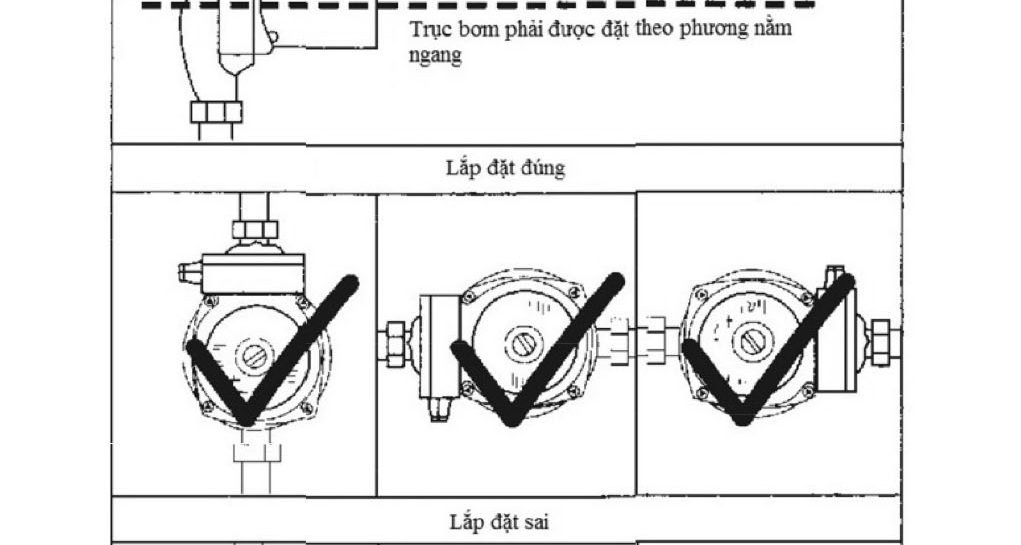 Trục bơm phải được đặt theo phương nằm
ngang
Lắp đặt đúng
Lắp đặt sai